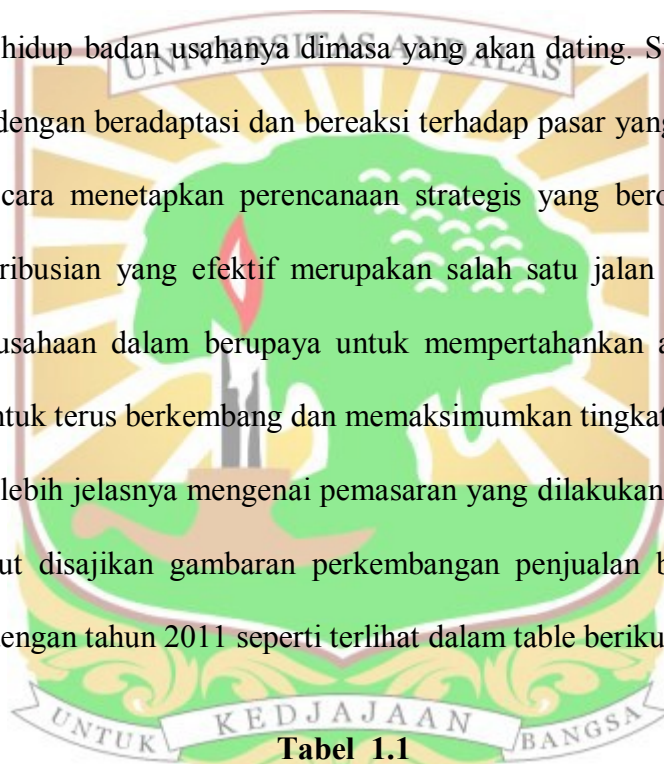 hidup badan usahanya dimasa yang akan dating. S
UNIVERSITAS ANDALAS
dengan beradaptasi dan bereaksi terhadap pasar yang
cara menetapkan perencanaan strategis yang
ribusian yang efektif merupakan salah satu jalan
usahaan dalam berupaya untuk mempertahankan a
ntuk terus berkembang dan memaksimumkan tingkat
lebih jelasnya mengenai pemasaran yang dilakukan
ut disajikan gambaran perkembangan penjualan b
dengan tahun 2011 seperti terlihat dalam table beriku
UNTUK KEDJAJAAN BANGSA
Tabel 1.1